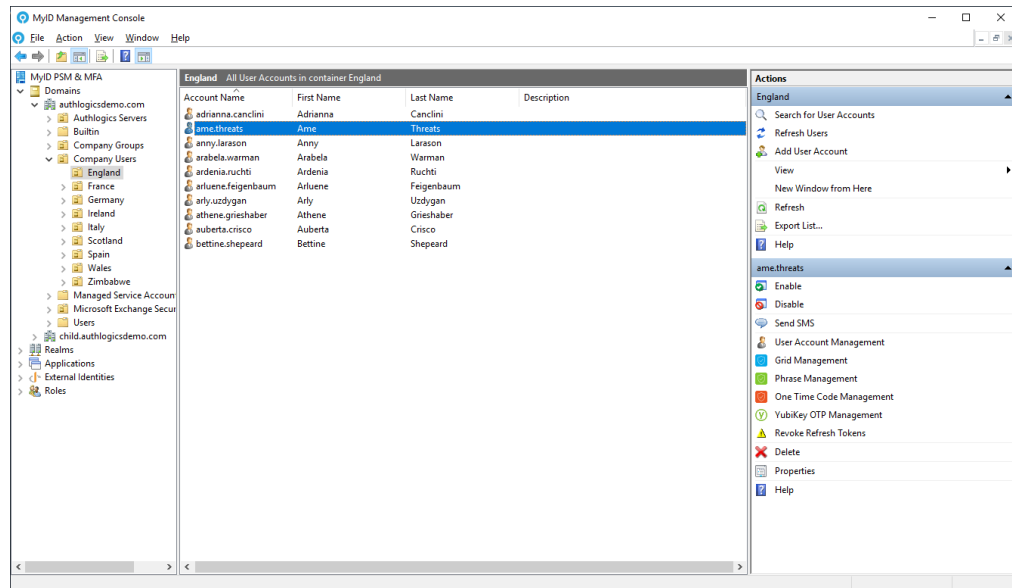 MyID Management Console
File Action View Window Help
MyID PSM & MFA
Domains
authlogicsdemo.com
Authlogics Servers
Builtin
Company Groups
Company Users
England
France
Germany
Ireland
Italy
Scotland
Spain
Wales
Zimbabwe
Managed Service Accoun
Microsoft Exchange Secur
Users
child.authlogicsdemo.com
Realms
Applications
External Identities
Roles
England All User Accounts in container England
Account Name First Name Last Name Description
adrianna.canclini Adrianna Canclini
ame.threats Ame Threats
anny.larason Anny Larason
arabela.warman Arabela Warman
ardenia.ruchti Ardenia Ruchti
arluene.feigenbaum Arluene Feigenbaum
arly.uzdygan Arly Uzdygan
athene.grieshaber Athene Grieshaber
auberta.crisco Auberta Crisco
bettine.shepeard Bettine Shepeard
Actions
England
Search for User Accounts
Refresh Users
Add User Account
View
New Window from Here
Refresh
Export List...
Help
ame.threats
Enable
Disable
Send SMS
User Account Management
Grid Management
Phrase Management
One Time Code Management
YubiKey OTP Management
Revoke Refresh Tokens
Delete
Properties
Help